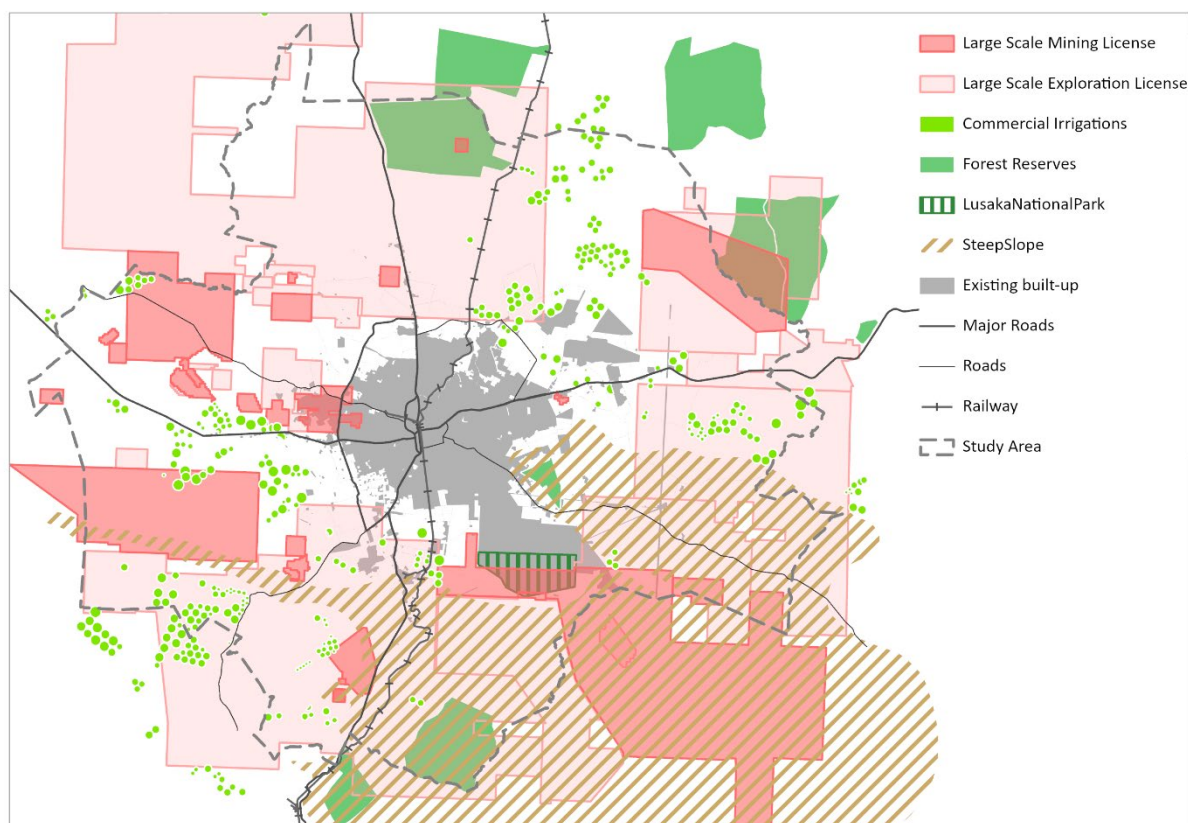 Large Scale Mining License
Large Scale Exploration License
Commercial Irrigations
Forest Reserves
LusakaNationalPark
SteepSlope
Existing built-up
Major Roads
Roads
Railway
Study Area